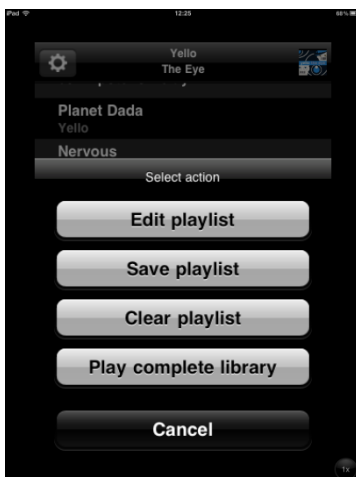 iPad 12:25 68%
Yello
The Eye
Planet Dada
Yello
Nervous
Select action
Edit playlist
Save playlist
Clear playlist
Play complete library
Cancel
1x